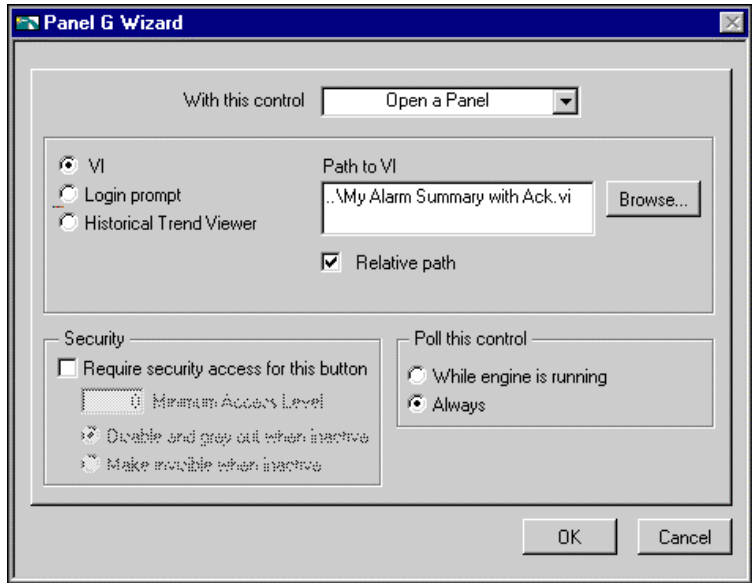 Panel G Wizard
With this control
Open a Panel
VI
Login prompt
Historical Trend Viewer
Path to VI
..\My Alarm Summary with Ack.vi
Browse...
Relative path
Security
Require security access for this button
0
Minimum Access Level
Disable and gray out when inactive
Make invisible when inactive
Poll this control
While engine is running
Always
OK
Cancel